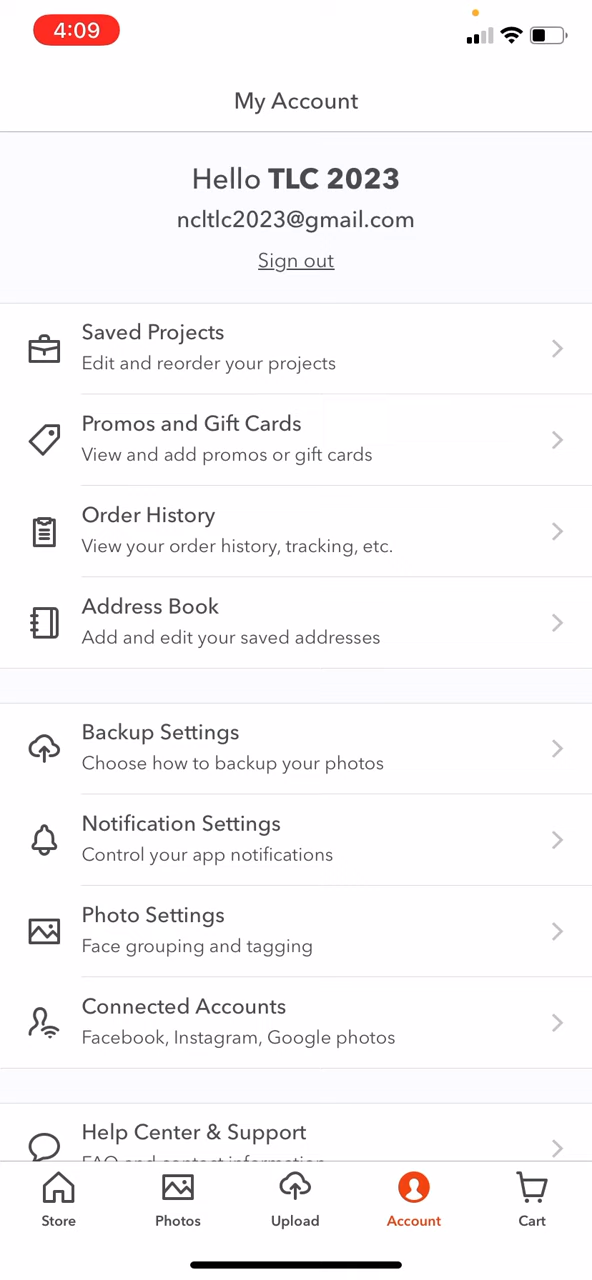 4:09
My Account
Hello TLC 2023
ncltlc2023@gmail.com
Sign out
Saved Projects
Edit and reorder your projects
Promos and Gift Cards
View and add promos or gift cards
Order History
View your order history, tracking, etc.
Address Book
Add and edit your saved addresses
Backup Settings
Choose how to backup your photos
Notification Settings
Control your app notifications
Photo Settings
Face grouping and tagging
Connected Accounts
Facebook, Instagram, Google photos
Help Center & Support
FAQ and contact information
Store
Photos
Upload
Account
Cart